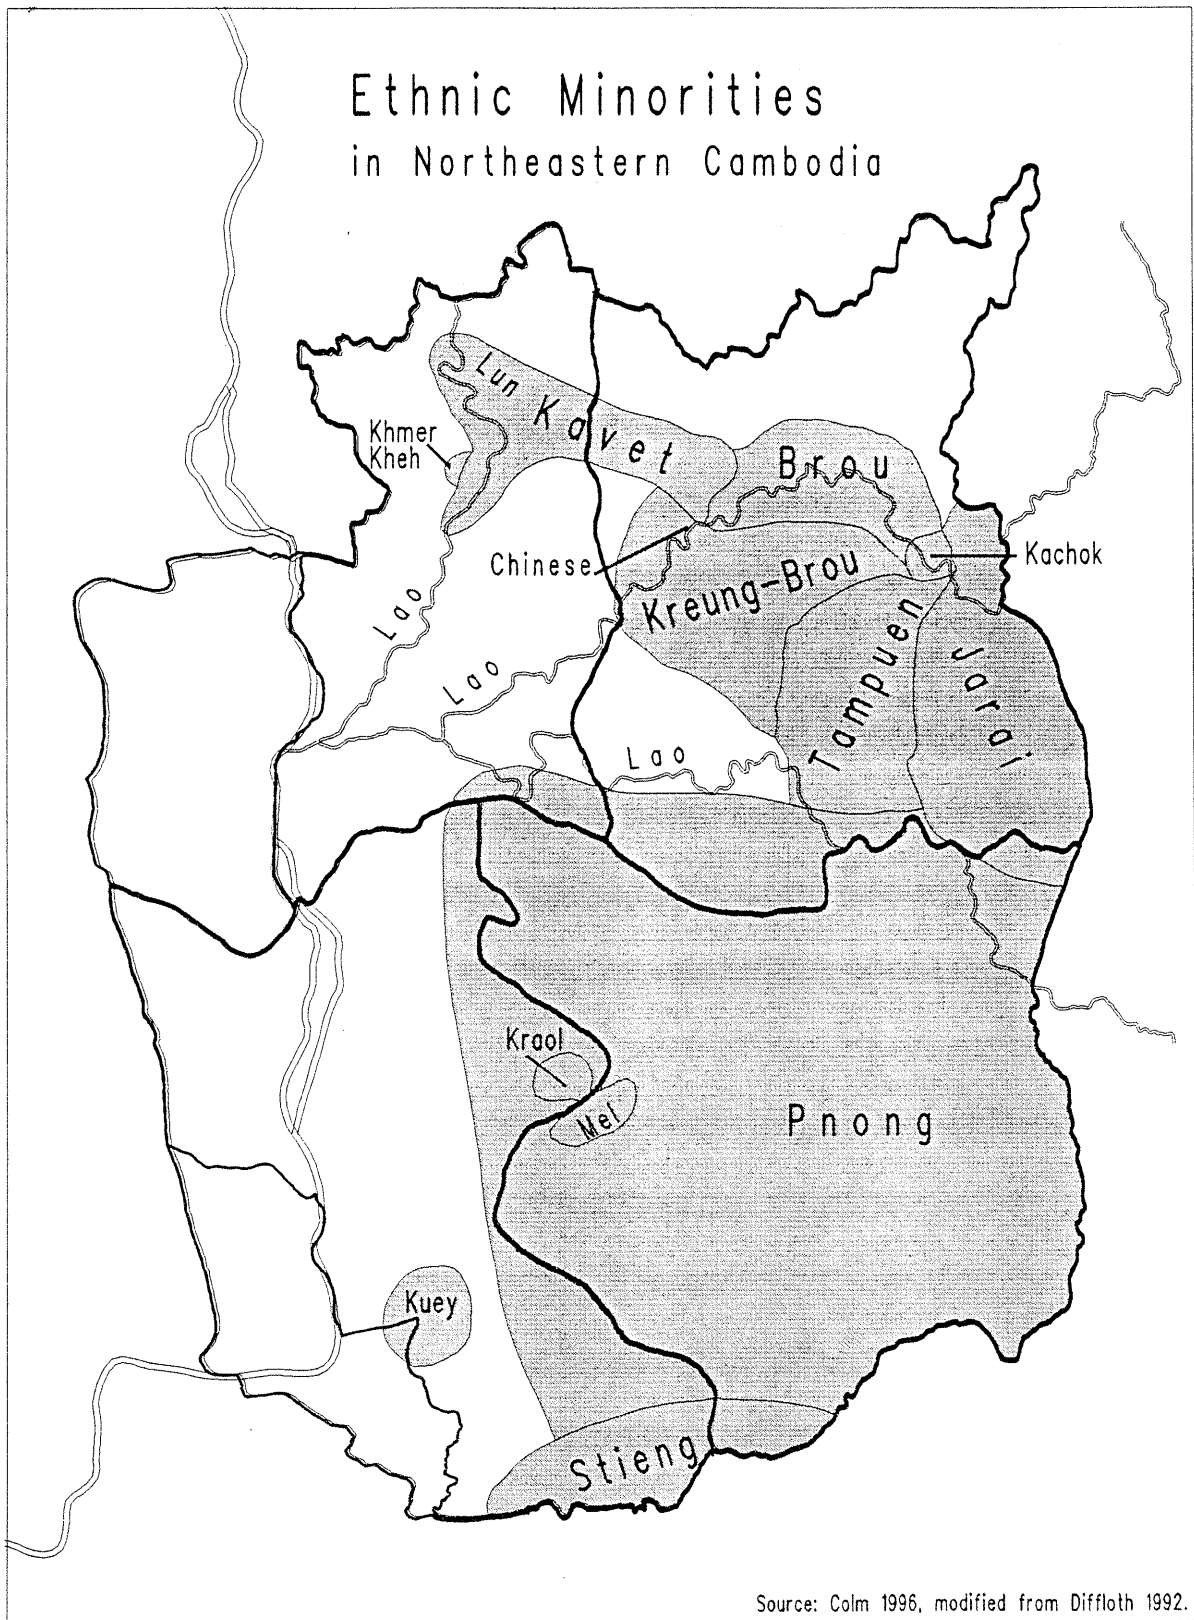 Ethnic Minorities
in Northeastern Cambodia
Lun
Kavet
Khmer
Kheh
Brou
Chinese
Kachok
Kreung-Brou
Lao
Tampuen
Jarai
Lao
Lao
Kraol
Mel
Pnong
Kuey
Stieng
Source: Colm 1996, modified from Diffloth 1992.